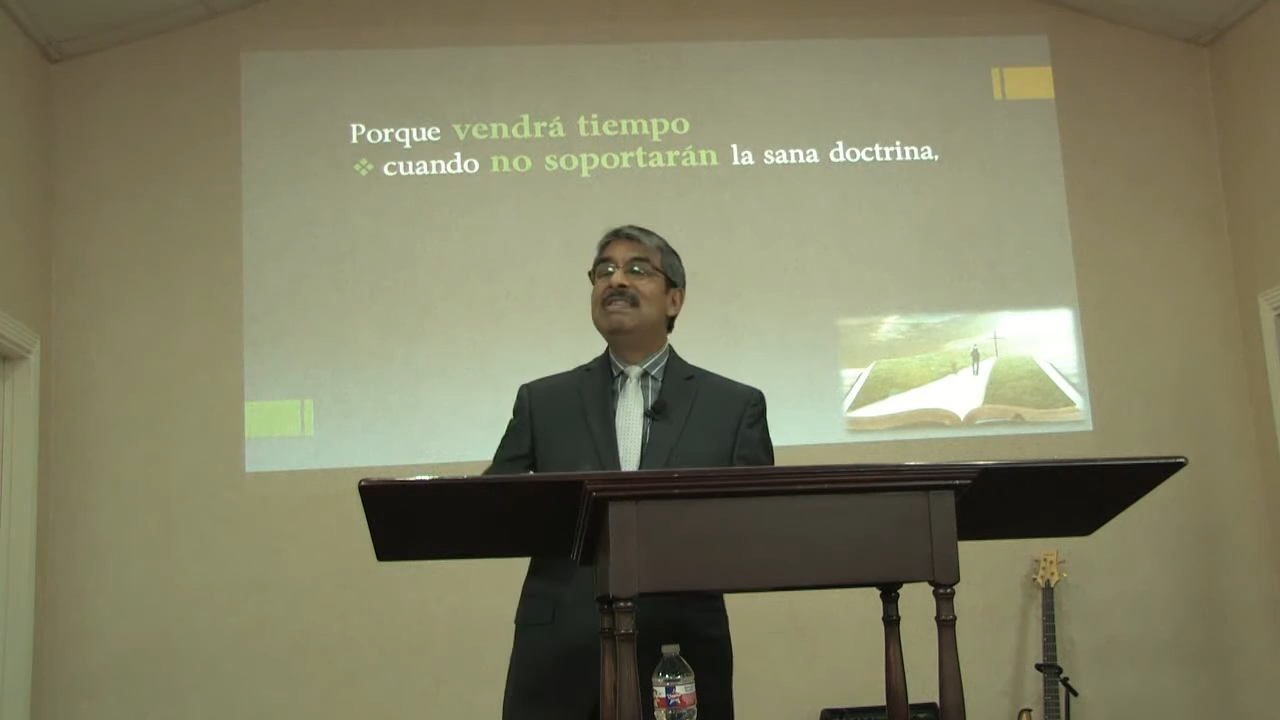 Porque vendrá tiempo
❖ cuando no soportarán la sana doctrina,